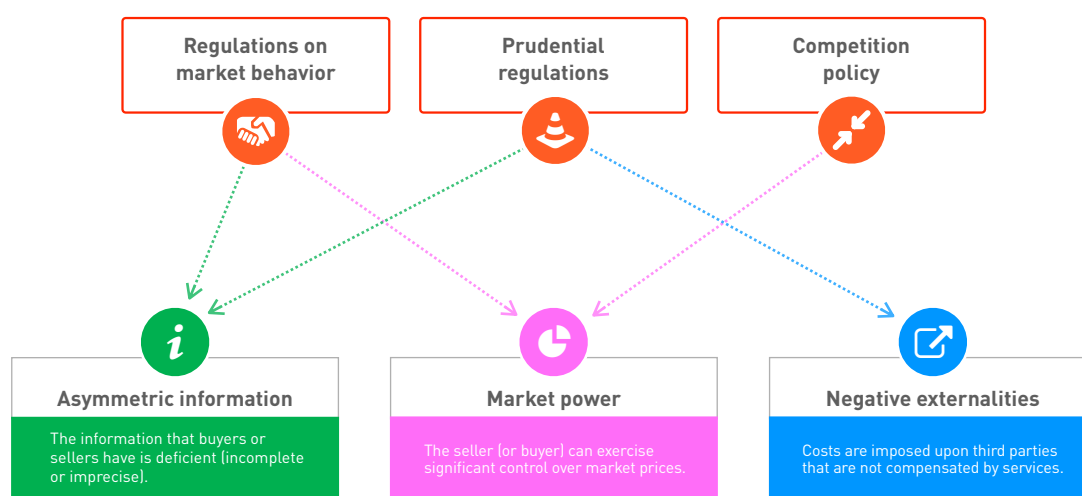 Regulations on
market behavior
Prudential
regulations
Competition
policy
Asymmetric information
The information that buyers or
sellers have is deficient (incomplete
or imprecise).
Market power
The seller (or buyer) can exercise
significant control over market prices.
Negative externalities
Costs are imposed upon third parties
that are not compensated by services.